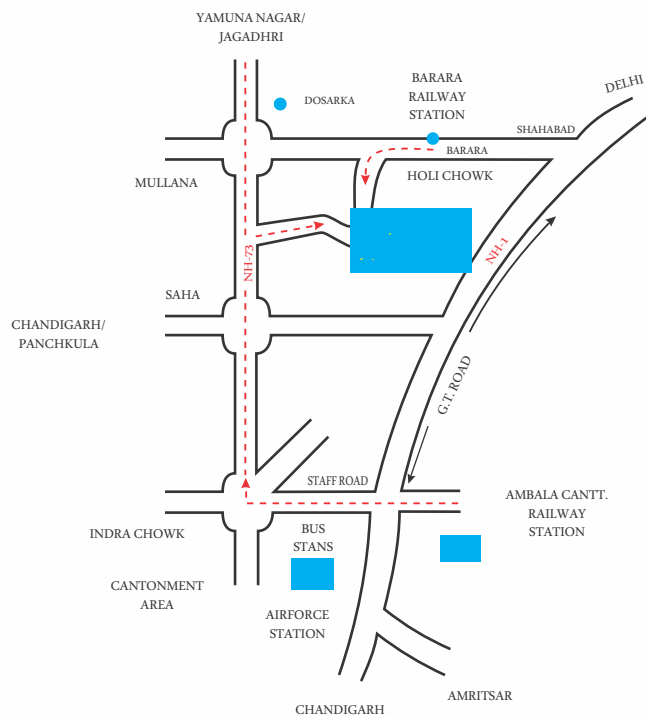 YAMUNA NAGAR/
JAGADHRI
DELHI
BARARA
RAILWAY
STATION
DOSARKA
SHAHABAD
BARARA
MULLANA
HOLI CHOWK
NH-73
NH-1
SAHA
CHANDIGARH/
PANCHKULA
G.T. ROAD
STAFF ROAD
AMBALA CANTT.
RAILWAY
STATION
INDRA CHOWK
BUS
STANS
CANTONMENT
AREA
AIRFORCE
STATION
AMRITSAR
CHANDIGARH